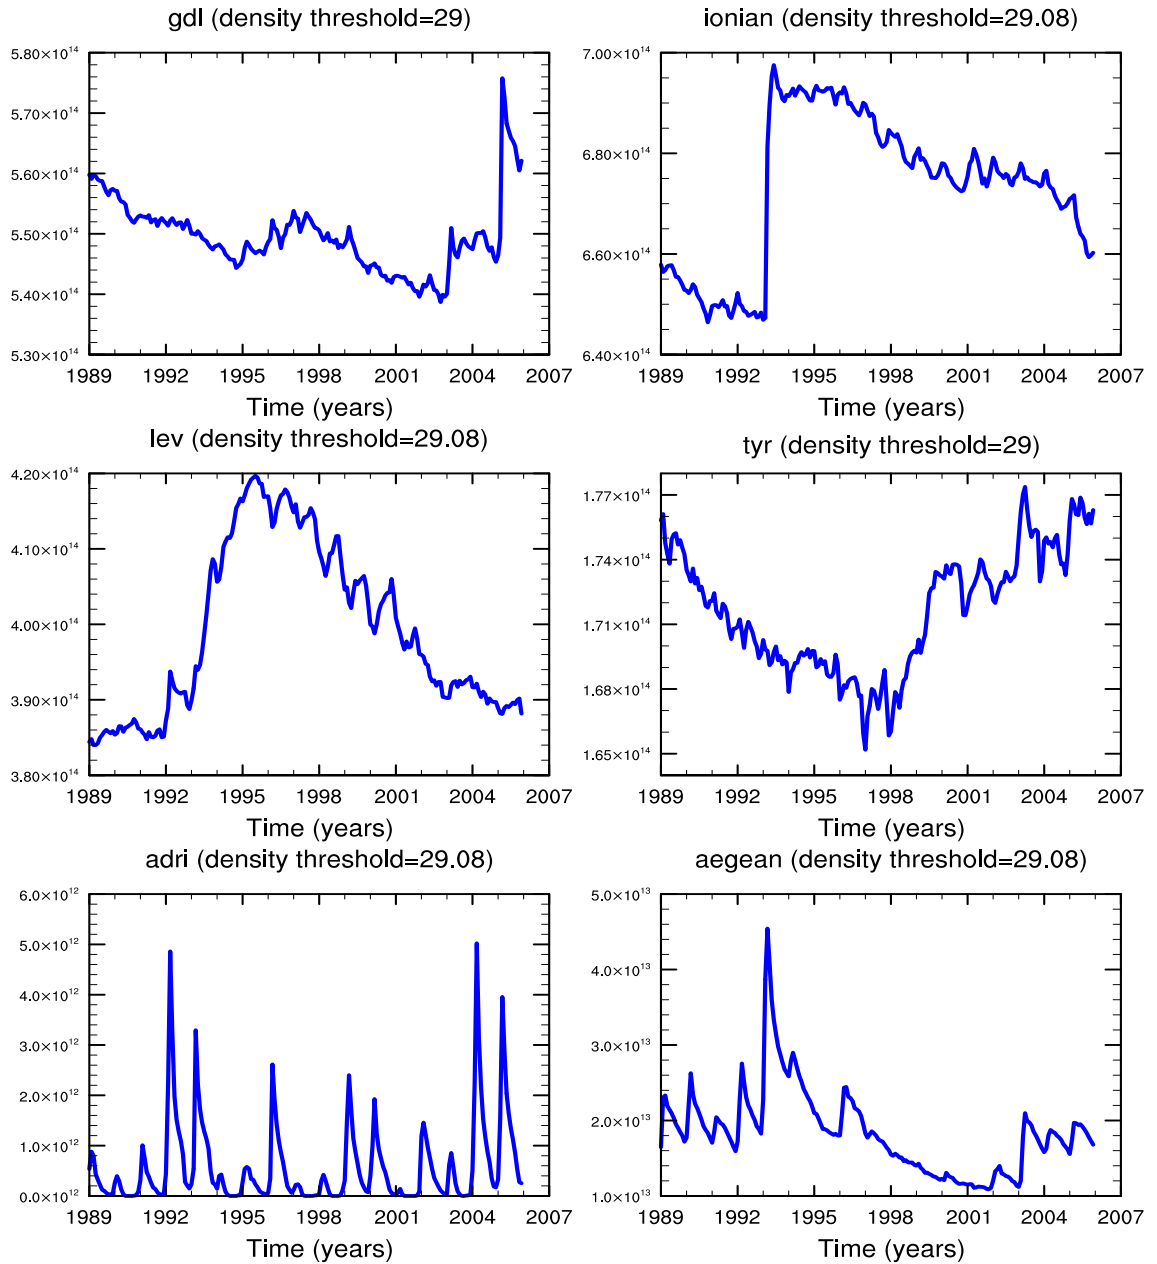 gdl (density threshold=29)
5.80×10¹⁴
5.70×10¹⁴
5.60×10¹⁴
5.50×10¹⁴
5.40×10¹⁴
5.30×10¹⁴
1989 1992 1995 1998 2001 2004 2007
Time (years)
ionian (density threshold=29.08)
7.00×10¹⁴
6.80×10¹⁴
6.60×10¹⁴
6.40×10¹⁴
1989 1992 1995 1998 2001 2004 2007
Time (years)
lev (density threshold=29.08)
4.20×10¹⁴
4.10×10¹⁴
4.00×10¹⁴
3.90×10¹⁴
3.80×10¹⁴
1989 1992 1995 1998 2001 2004 2007
Time (years)
tyr (density threshold=29)
1.77×10¹⁴
1.74×10¹⁴
1.71×10¹⁴
1.68×10¹⁴
1.65×10¹⁴
1989 1992 1995 1998 2001 2004 2007
Time (years)
adri (density threshold=29.08)
6.0×10¹²
5.0×10¹²
4.0×10¹²
3.0×10¹²
2.0×10¹²
1.0×10¹²
0.0×10¹²
1989 1992 1995 1998 2001 2004 2007
Time (years)
aegean (density threshold=29.08)
5.0×10¹³
4.0×10¹³
3.0×10¹³
2.0×10¹³
1.0×10¹³
1989 1992 1995 1998 2001 2004 2007
Time (years)